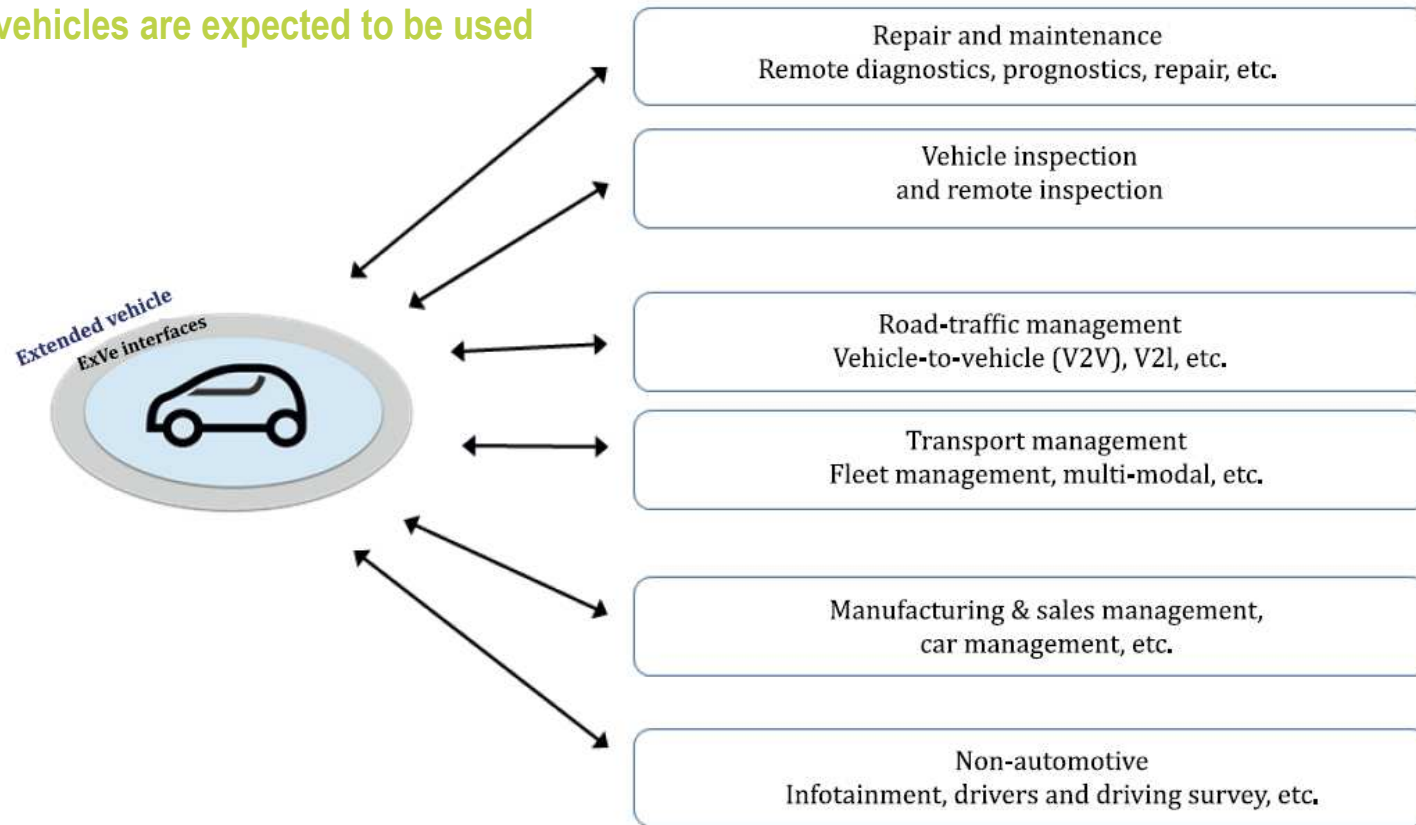 vehicles are expected to be used
Repair and maintenance
Remote diagnostics, prognostics, repair, etc.
Vehicle inspection
and remote inspection
Extended vehicle
ExVe interfaces
Road-traffic management
Vehicle-to-vehicle (V2V), V2l, etc.
Transport management
Fleet management, multi-modal, etc.
Manufacturing & sales management,
car management, etc.
Non-automotive
Infotainment, drivers and driving survey, etc.